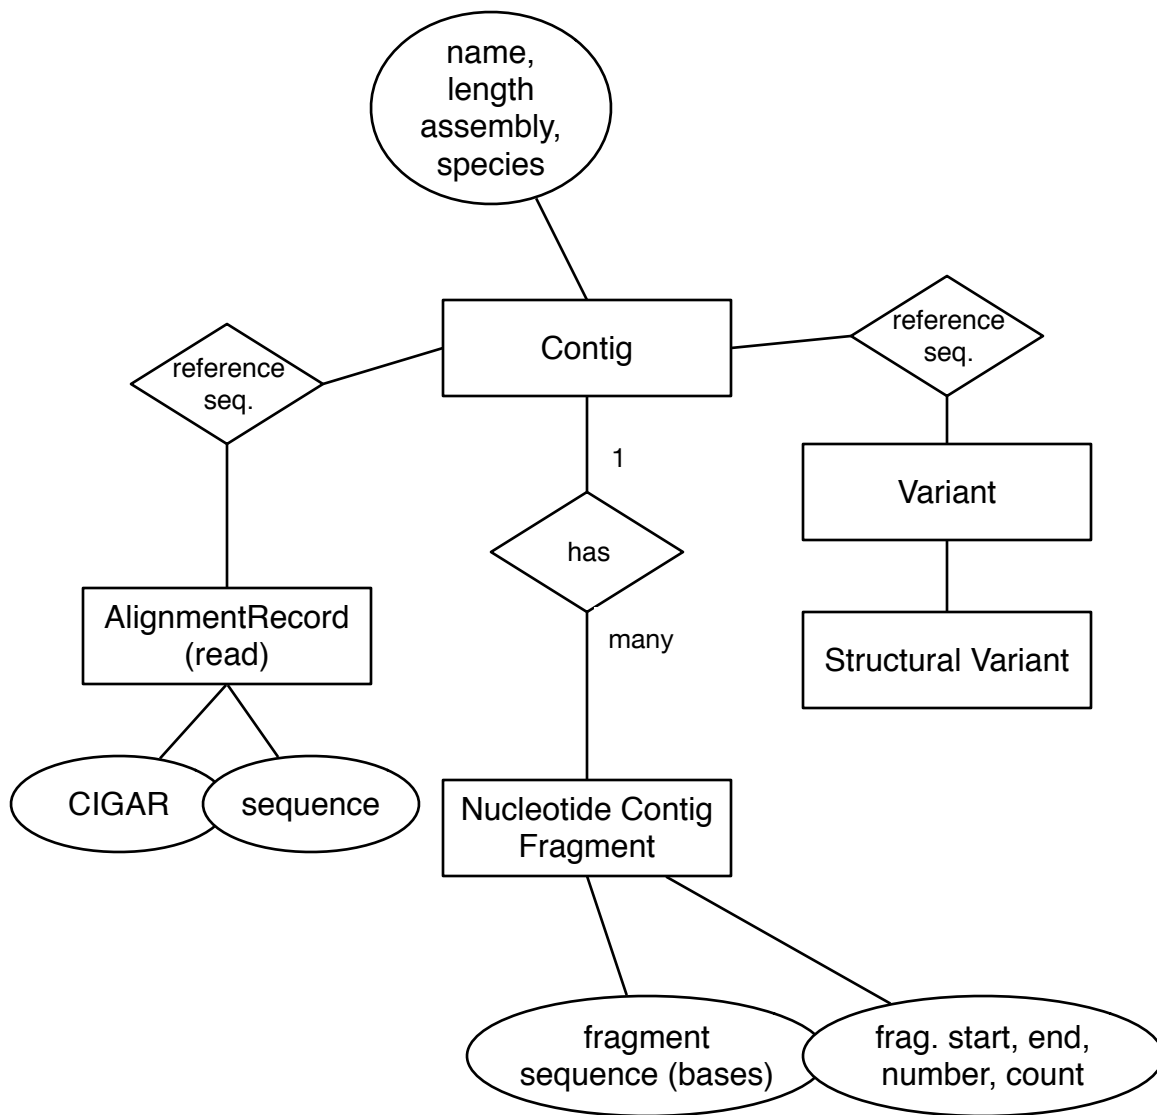 name,
length
assembly,
species
reference
seq.
Contig
reference
seq.
1
Variant
has
AlignmentRecord
(read)
many
Structural Variant
CIGAR
sequence
Nucleotide Contig
Fragment
fragment
sequence (bases)
frag. start, end,
number, count